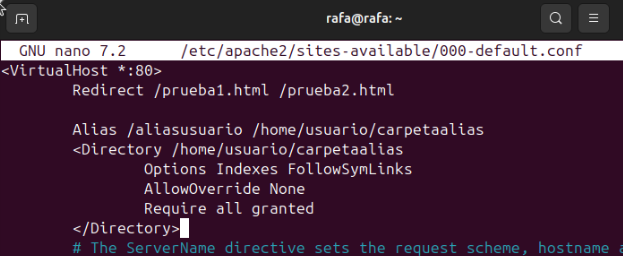 rafa@rafa: ~
GNU nano 7.2 /etc/apache2/sites-available/000-default.conf
<VirtualHost *:80>
Redirect /prueba1.html /prueba2.html
Alias /aliasusuario /home/usuario/carpetaalias
<Directory /home/usuario/carpetaalias
Options Indexes FollowSymLinks
AllowOverride None
Require all granted
</Directory>
# The ServerName directive sets the request scheme, hostname a